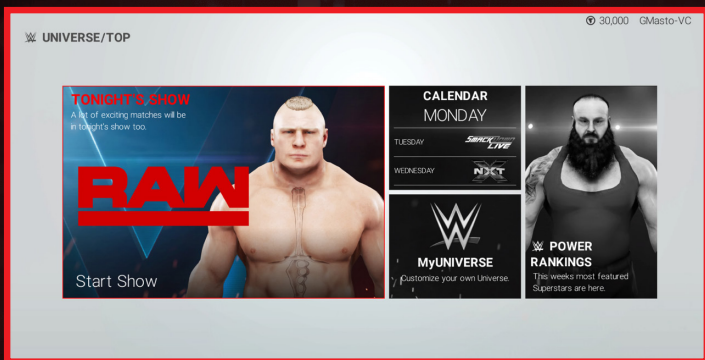 30,000 GMasto-VC
UNIVERSE/TOP
TONIGHT'S SHOW
A lot of exciting matches will be
in tonight's show too.
RAW
Start Show
CALENDAR
MONDAY
TUESDAY SMACKDOWN LIVE
WEDNESDAY NXT
MyUNIVERSE
Customize your own Universe.
POWER
RANKINGS
This weeks most featured
Superstars are here.